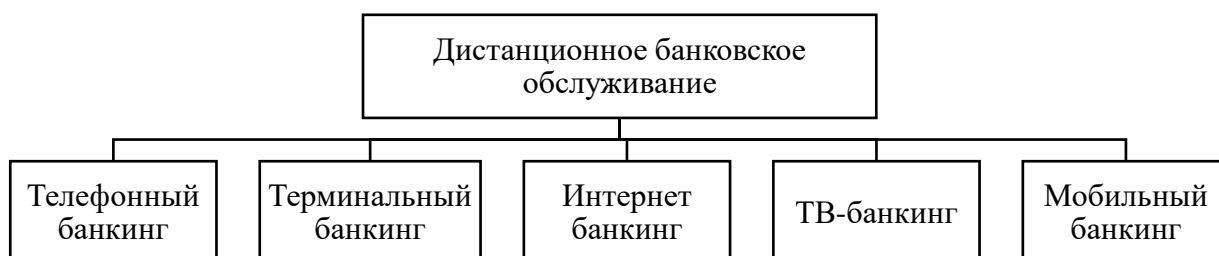 Дистанционное банковское
обслуживание
Телефонный
банкинг
Терминальный
банкинг
Интернет
банкинг
ТВ-банкинг
Мобильный
банкинг